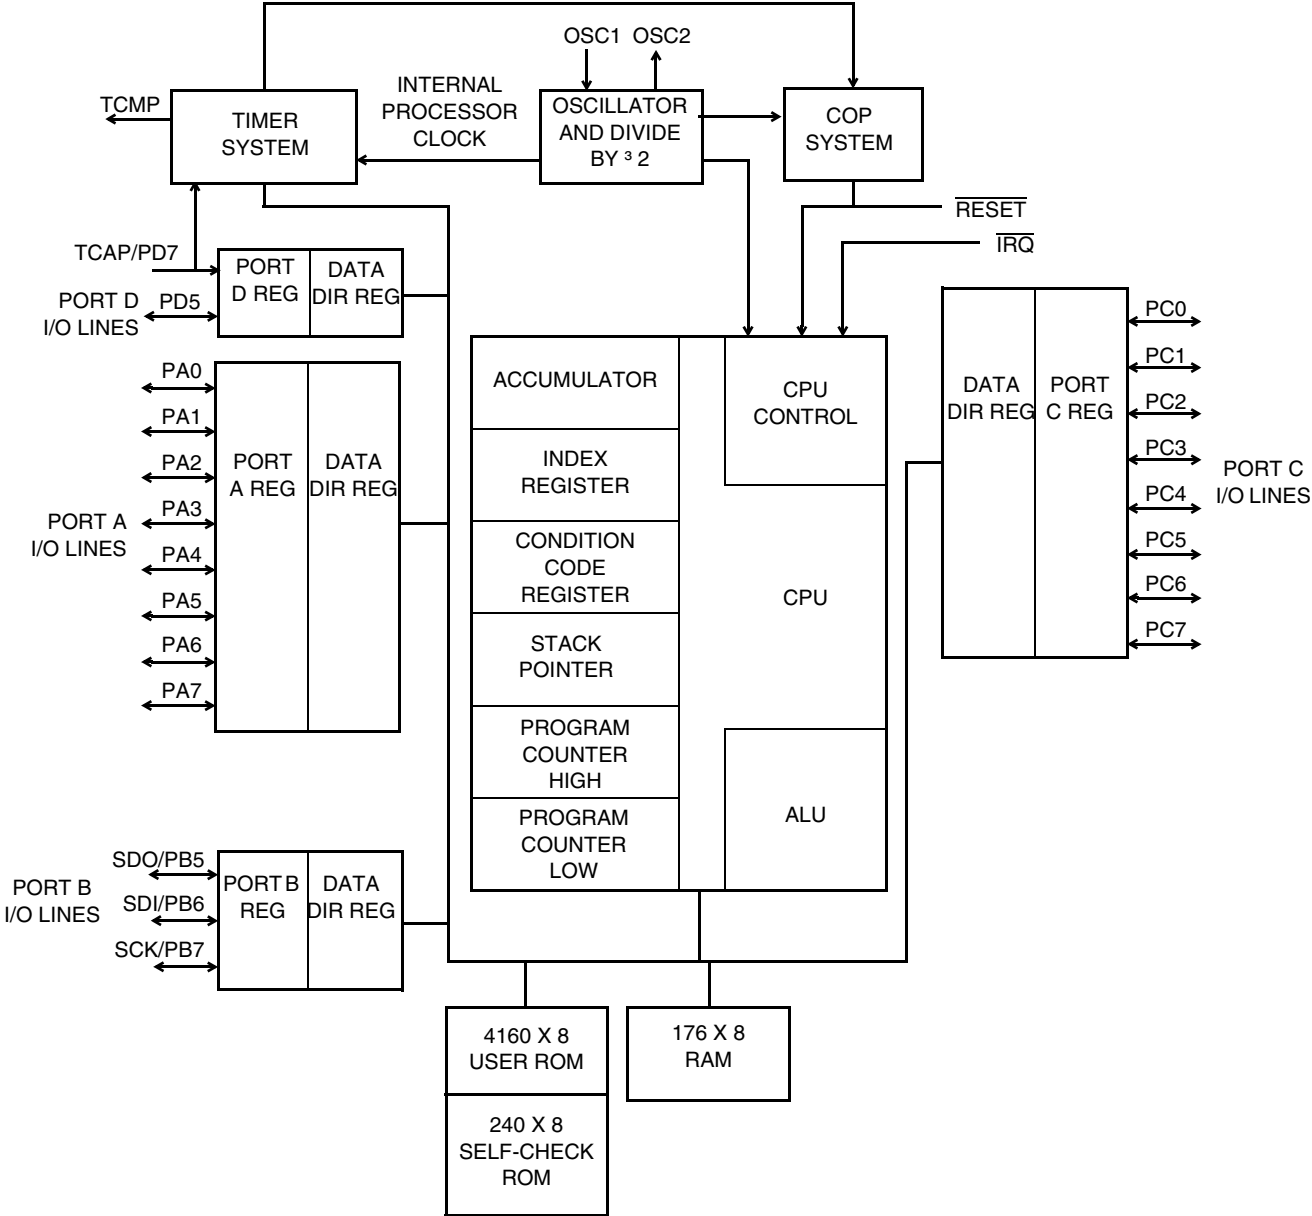 OSC1 OSC2
TCMP
TIMER
SYSTEM
INTERNAL
PROCESSOR
CLOCK
OSCILLATOR
AND DIVIDE
BY ³ 2
COP
SYSTEM
RESET
IRQ
TCAP/PD7
PORT D
I/O LINES
PD5
PORT
D REG
DATA
DIR REG
PORT A
I/O LINES
PA0
PA1
PA2
PA3
PA4
PA5
PA6
PA7
PORT
A REG
DATA
DIR REG
ACCUMULATOR
INDEX
REGISTER
CONDITION
CODE
REGISTER
STACK
POINTER
PROGRAM
COUNTER
HIGH
PROGRAM
COUNTER
LOW
CPU
CONTROL
CPU
ALU
DATA
DIR REG
PORT
C REG
PC0
PC1
PC2
PC3
PC4
PC5
PC6
PC7
PORT C
I/O LINES
PORT B
I/O LINES
SDO/PB5
SDI/PB6
SCK/PB7
PORT B
REG
DATA
DIR REG
4160 X 8
USER ROM
240 X 8
SELF-CHECK
ROM
176 X 8
RAM